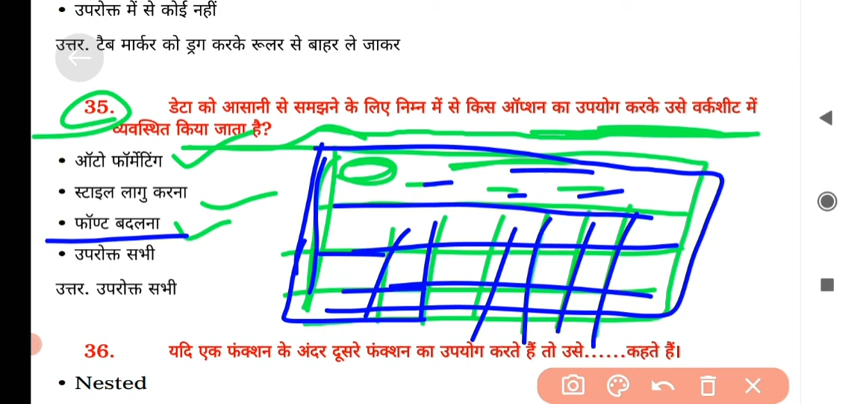 • उपरोक्त में से कोई नहीं
उत्तर. टैब मार्कर को ड्रग करके रूलर से बाहर ले जाकर
35. डेटा को आसानी से समझने के लिए निम्न में से किस ऑप्शन का उपयोग करके उसे वर्कशीट में
व्यवस्थित किया जाता है?
• ऑटो फॉर्मेटिंग
• स्टाइल लागु करना
• फॉण्ट बदलना
• उपरोक्त सभी
उत्तर. उपरोक्त सभी
36. यदि एक फंक्शन के अंदर दूसरे फंक्शन का उपयोग करते हैं तो उसे......कहते हैं।
• Nested